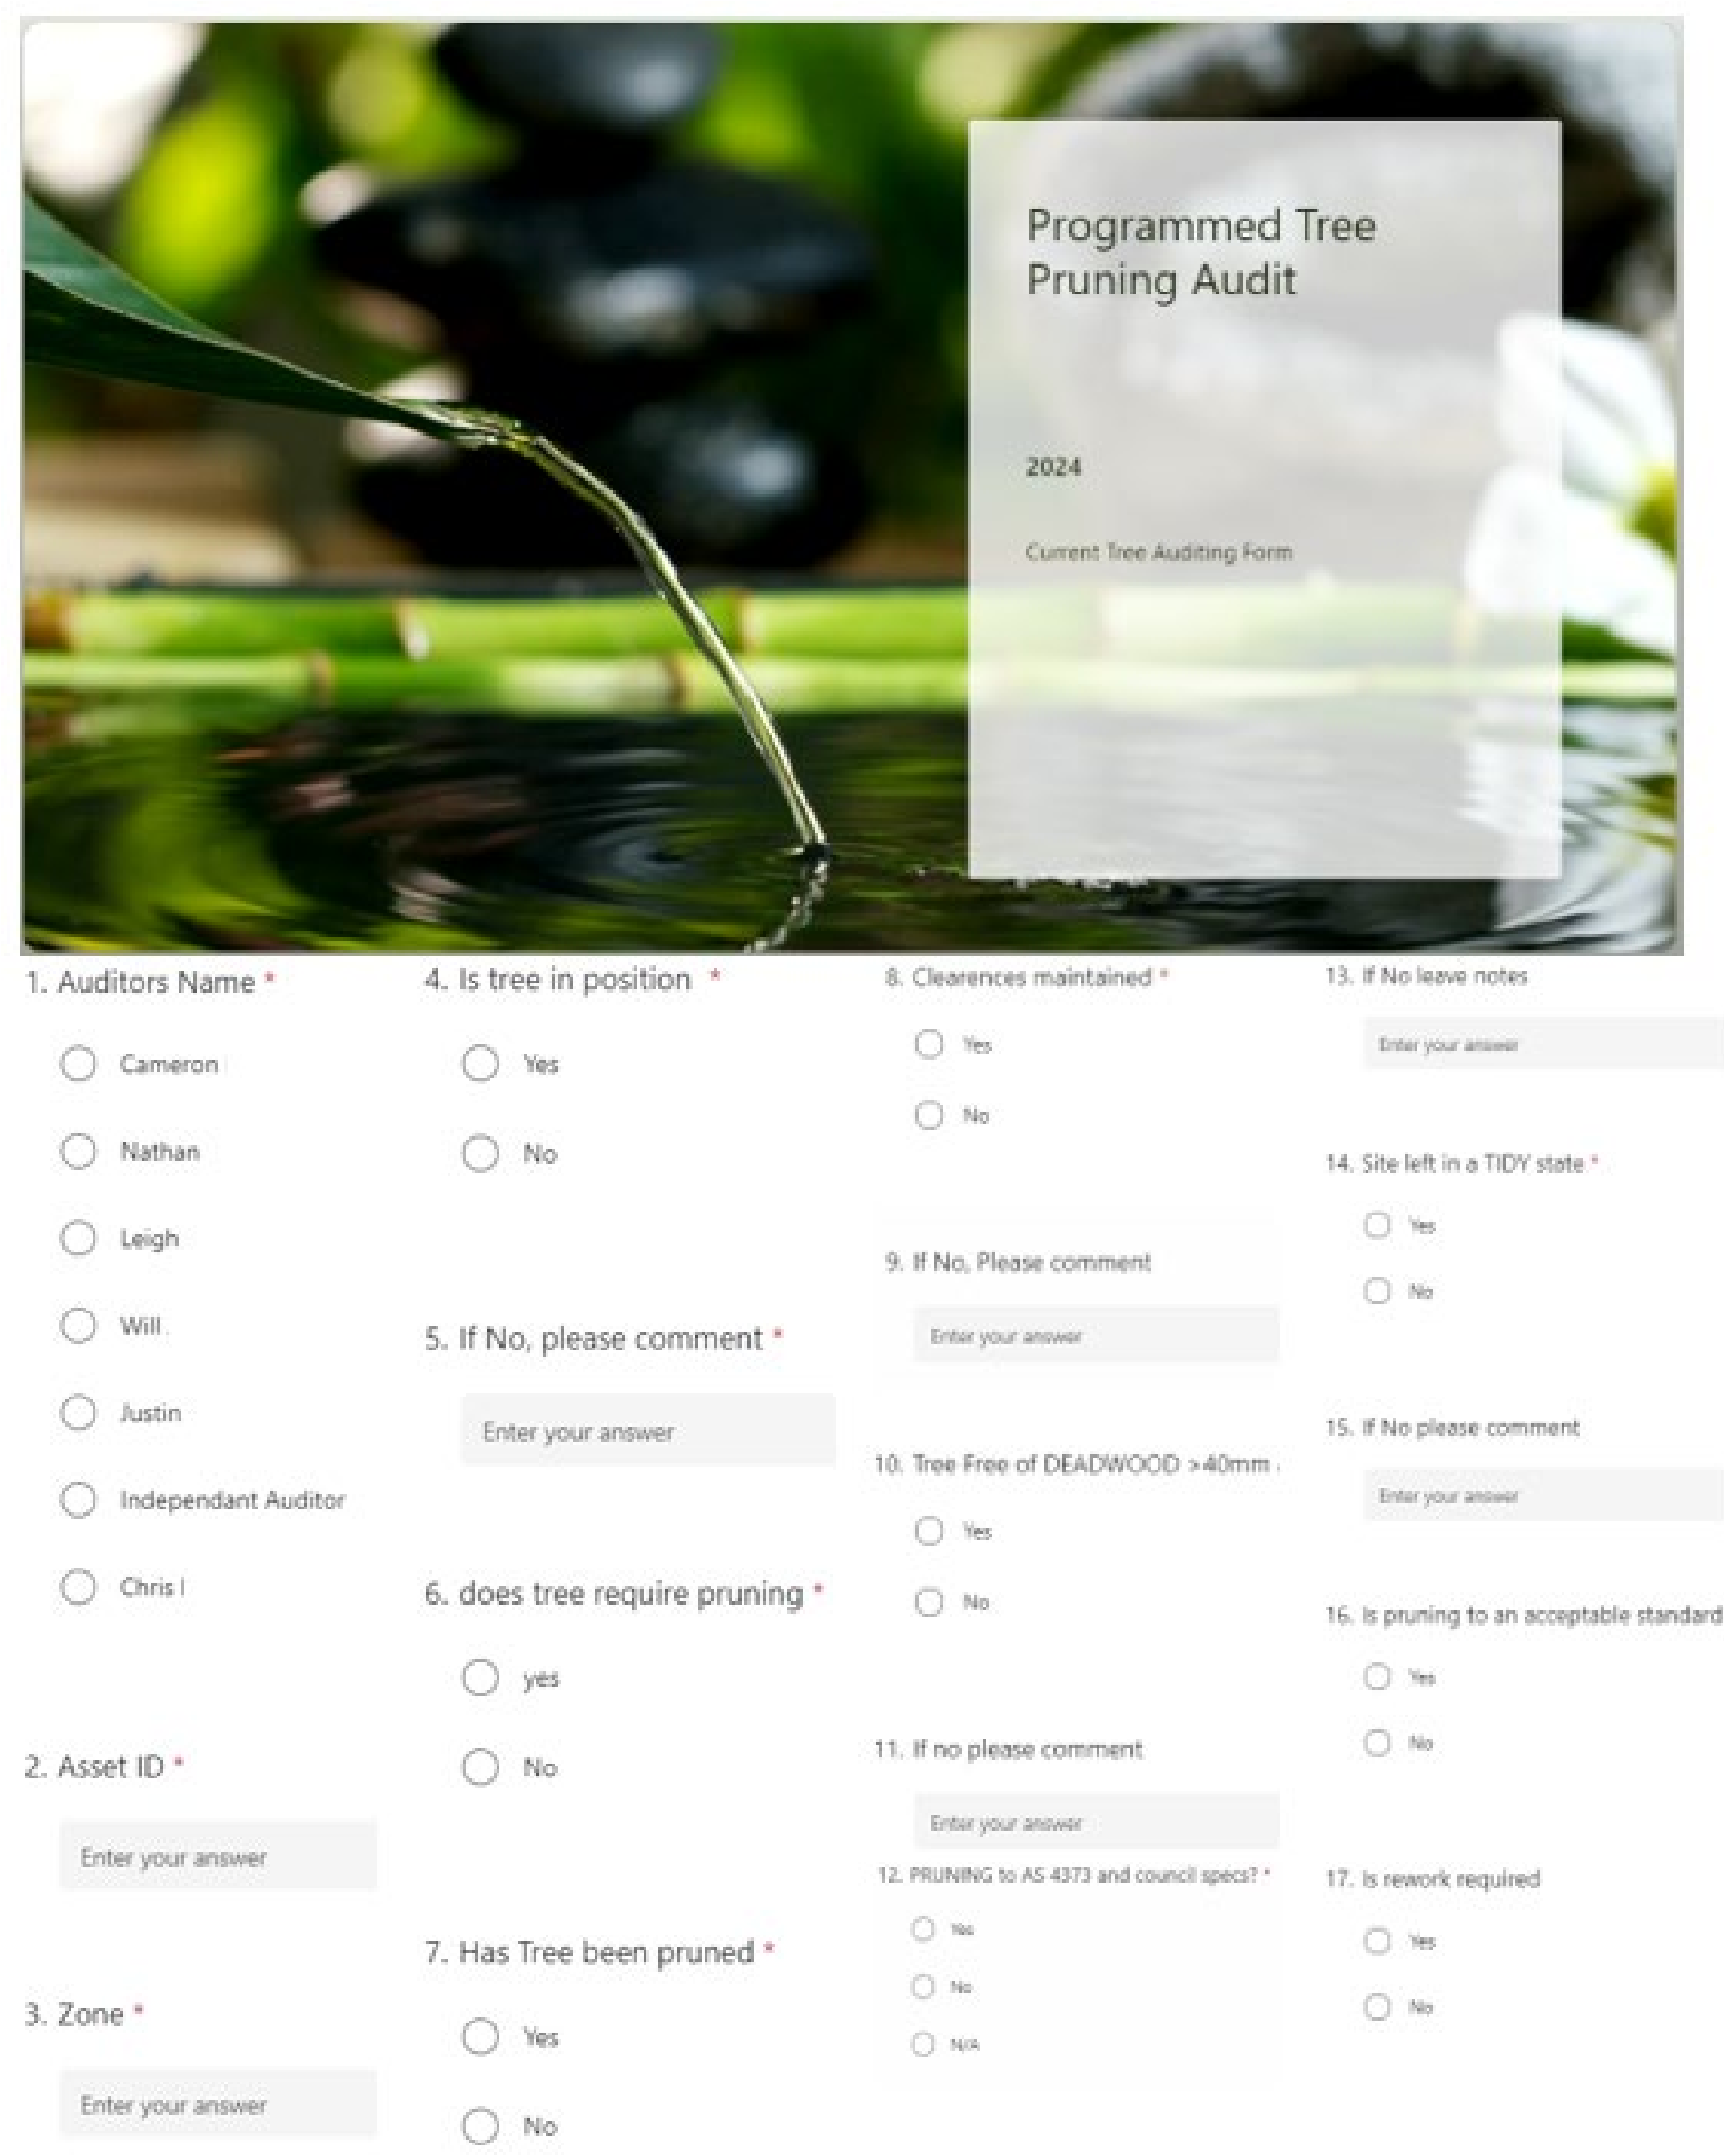 Programmed Tree
Pruning Audit
2024
Current Tree Auditing Form
1. Auditors Name *
Cameron
Nathan
Leigh
Will
Justin
Independant Auditor
Chris l
2. Asset ID *
Enter your answer
3. Zone *
Enter your answer
4. Is tree in position *
Yes
No
5. If No, please comment *
Enter your answer
6. does tree require pruning *
yes
No
7. Has Tree been pruned *
Yes
No
8. Clearences maintained *
Yes
No
9. If No, Please comment
Enter your answer
10. Tree Free of DEADWOOD >40mm
Yes
No
11. If no please comment
Enter your answer
12. PRUNING to AS 4373 and council specs? *
Yes
No
N/A
13. If No leave notes
Enter your answer
14. Site left in a TIDY state *
Yes
No
15. If No please comment
Enter your answer
16. Is pruning to an acceptable standard
Yes
No
17. Is rework required
Yes
No